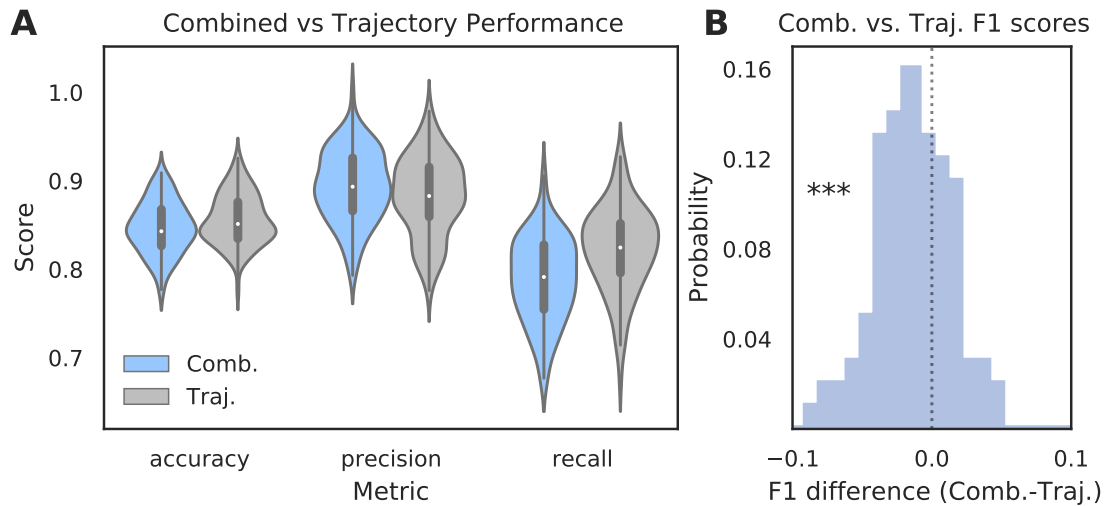 A
Combined vs Trajectory Performance
Score
1.0
0.9
0.8
0.7
Comb.
Traj.
accuracy precision recall
Metric
B
Comb. vs. Traj. F1 scores
Probability
0.16
0.12
0.08
0.04
***
−0.1 0.0 0.1
F1 difference (Comb.-Traj.)